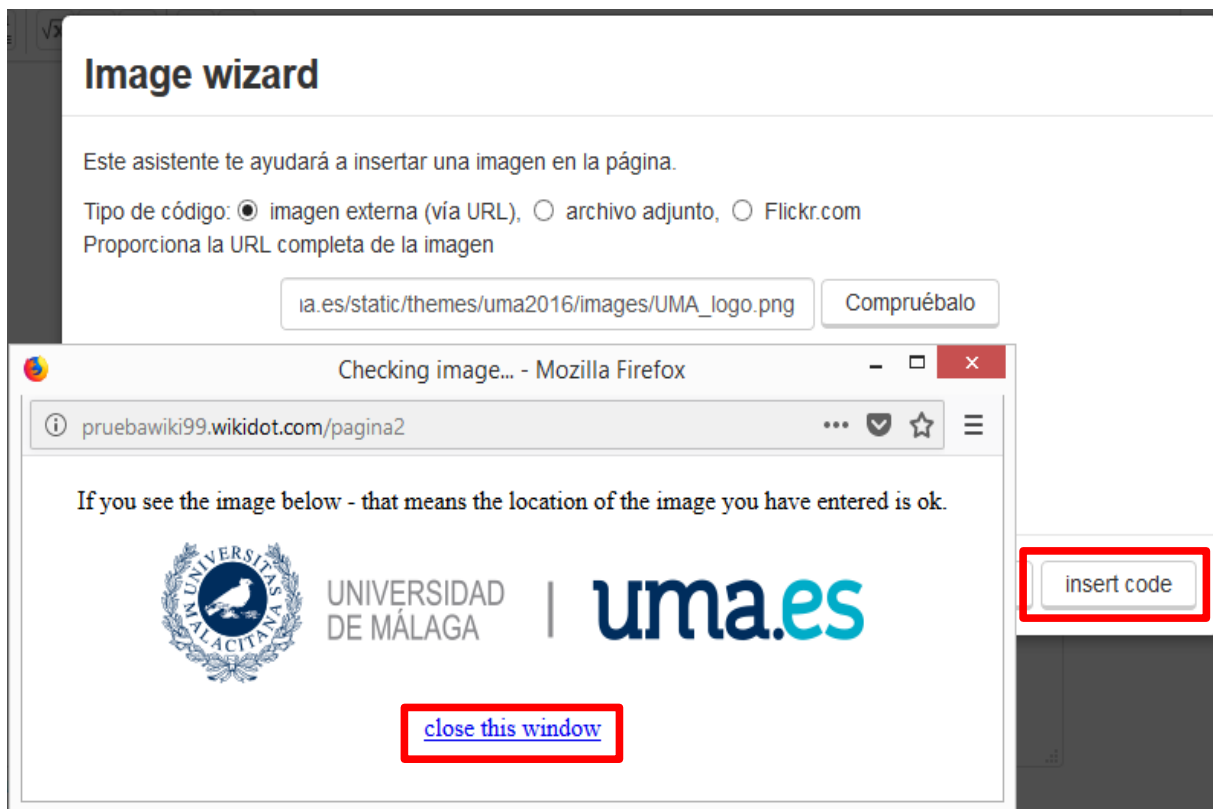 Image wizard
Este asistente te ayudará a insertar una imagen en la página.
Tipo de código: imagen externa (vía URL), archivo adjunto, Flickr.com
Proporciona la URL completa de la imagen
a.es/static/themes/uma2016/images/UMA_logo.png Compruébalo
Checking image... - Mozilla Firefox
pruebawiki99.wikidot.com/pagina2
If you see the image below - that means the location of the image you have entered is ok.
UNIVERSITAS MALACITANA
UNIVERSIDAD
DE MÁLAGA
uma.es
insert code
close this window